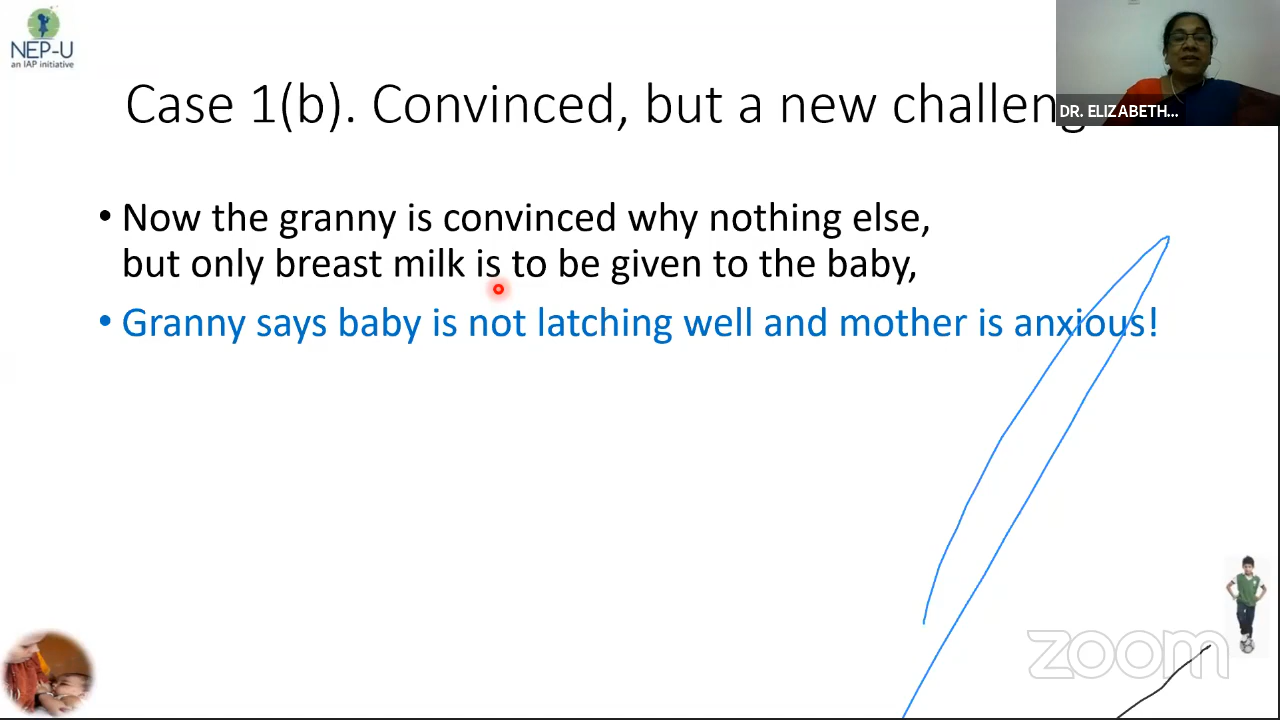 NEP-U
an IAP initiative
DR. ELIZABETH...
Case 1(b). Convinced, but a new challeng
• Now the granny is convinced why nothing else,
but only breast milk is to be given to the baby,
• Granny says baby is not latching well and mother is anxious!
zoom